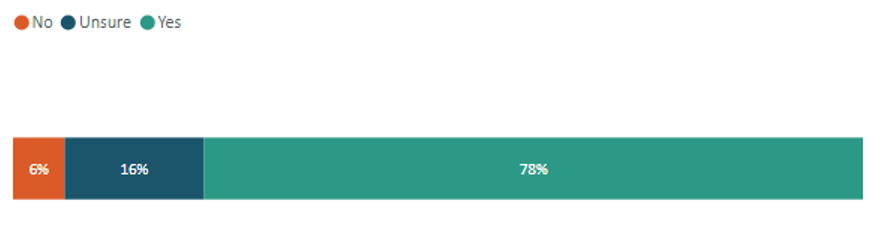 No Unsure Yes
6% 16% 78%